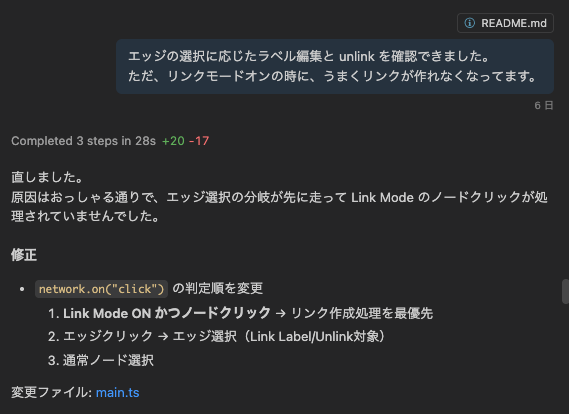 README.md
エッジの選択に応じたラベル編集と unlink を確認できました。
ただ、リンクモードオンの時に、うまくリンクが作れなくなってます。
6 日
Completed 3 steps in 28s +20 -17
直しました。
原因はおっしゃる通りで、エッジ選択の分岐が先に走って Link Mode のノードクリックが処
理されていませんでした。
修正
• network.on("click") の判定順を変更
1. Link Mode ON かつノードクリック → リンク作成処理を最優先
2. エッジクリック → エッジ選択（Link Label/Unlink対象）
3. 通常ノード選択
変更ファイル: main.ts